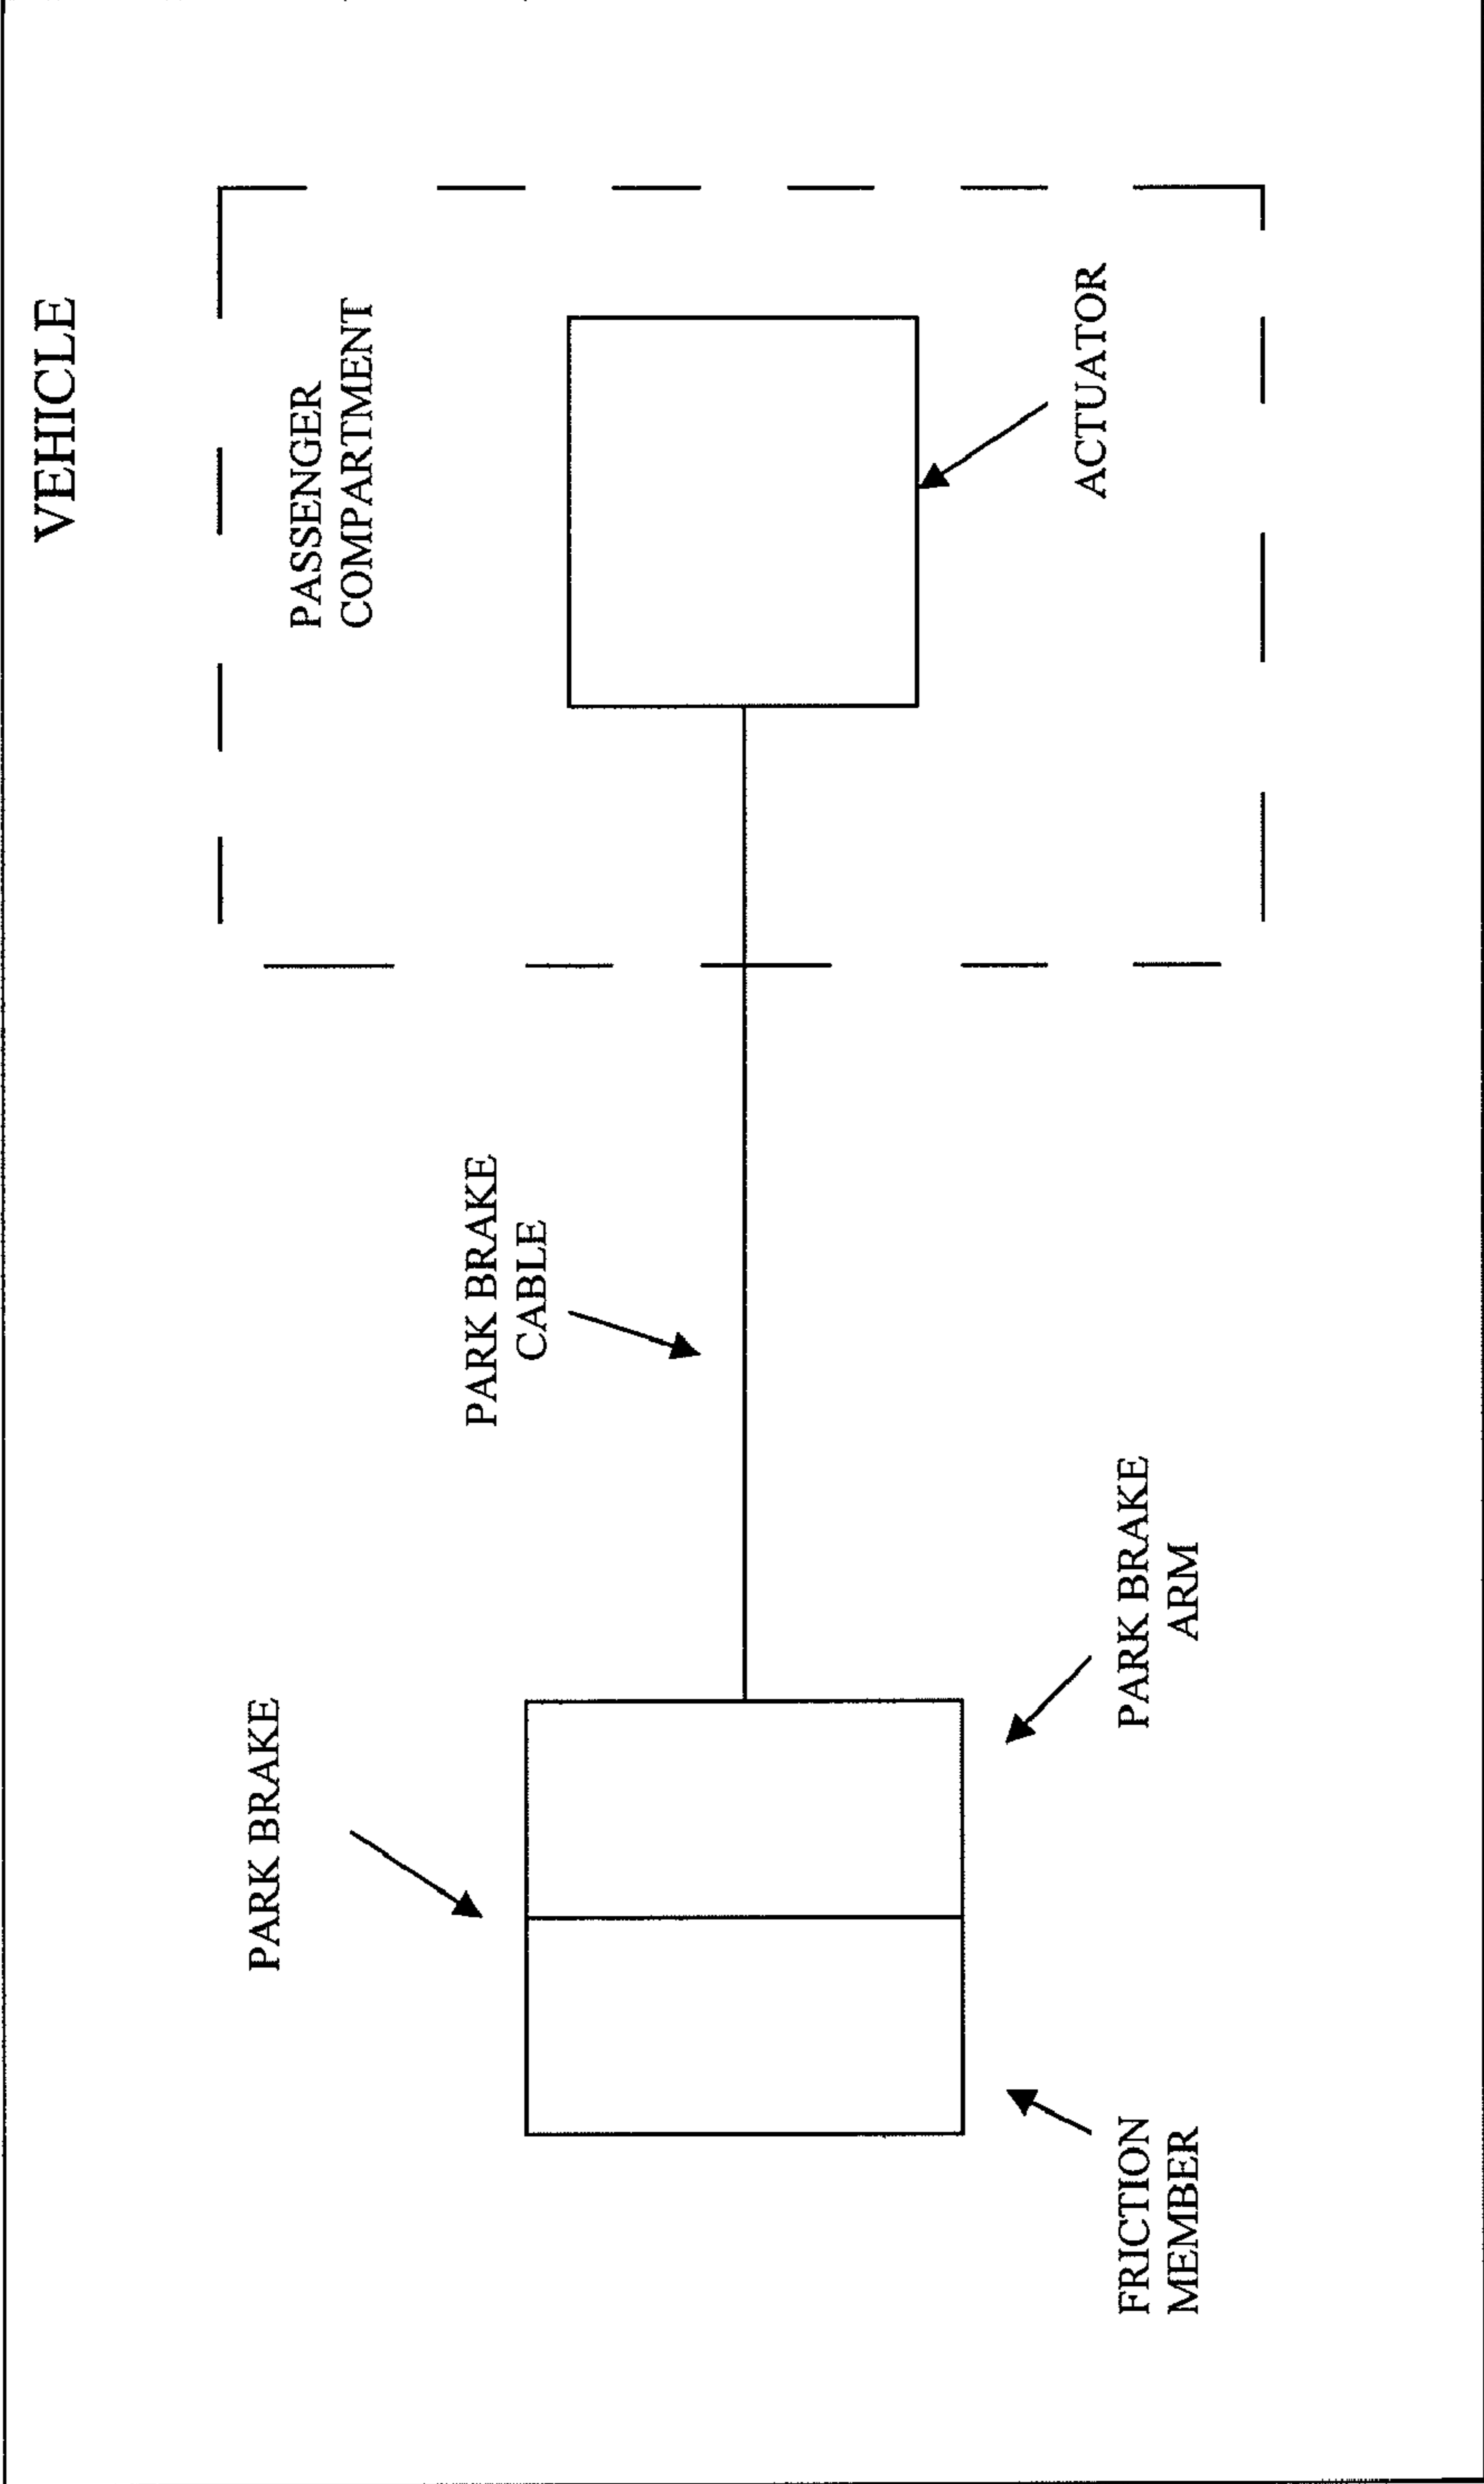 VEHICLE
PASSENGER
COMPARTMENT
ACTUATOR
PARK BRAKE
CABLE
PARK BRAKE
PARK BRAKE
ARM
FRICTION
MEMBER